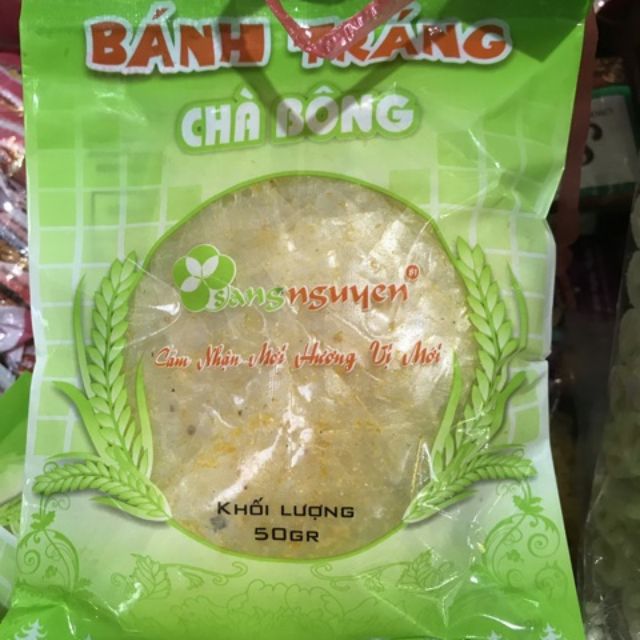 BÁNH TRÁNG
CHÀ BÔNG
sangnguyen
Cảm Nhận Mới Hương Vị Mới
KHỐI LƯỢNG
50GR